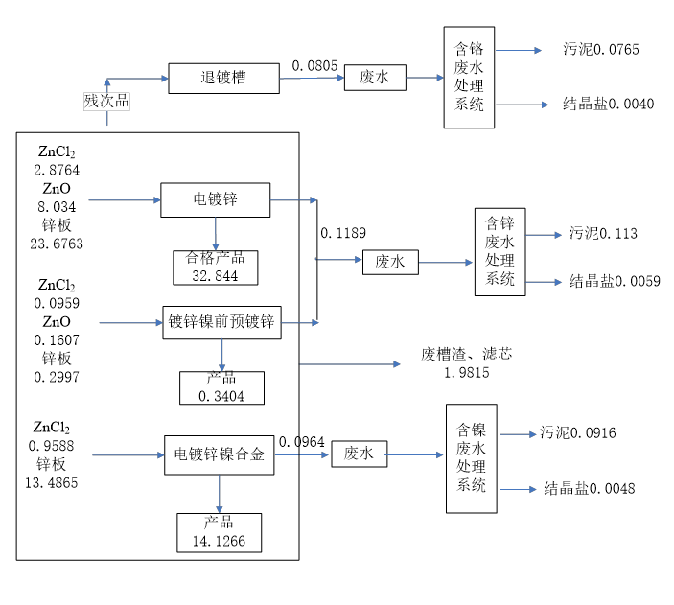 退镀槽
0.0805
废水
含铬
废水
处理
系统
污泥0.0765
结晶盐0.0040
残次品
ZnCl2
2.8764
ZnO
8.034
锌板
23.6763
电镀锌
合格产品
32.844
0.1189
废水
含锌
废水
处理
系统
污泥0.113
结晶盐0.0059
ZnCl2
0.0959
ZnO
0.1607
锌板
0.2997
镀锌镍前预镀锌
产品
0.3404
废槽渣、滤芯
1.9815
ZnCl2
0.9588
锌板
13.4865
电镀锌镍合金
0.0964
废水
产品
14.1266
含镍
废水
处理
系统
污泥0.0916
结晶盐0.0048